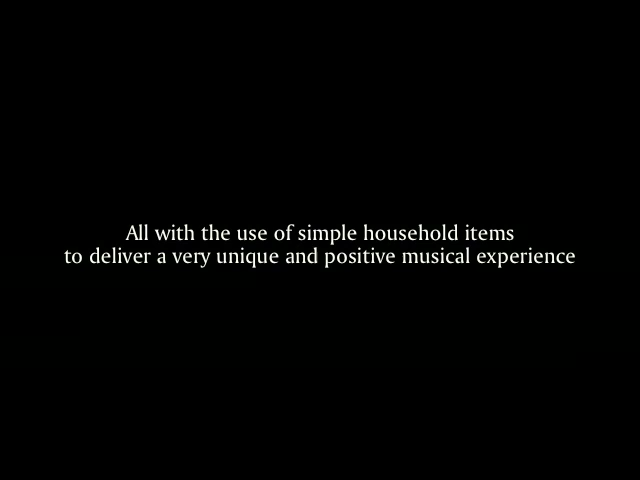 All with the use of simple household items
to deliver a very unique and positive musical experience